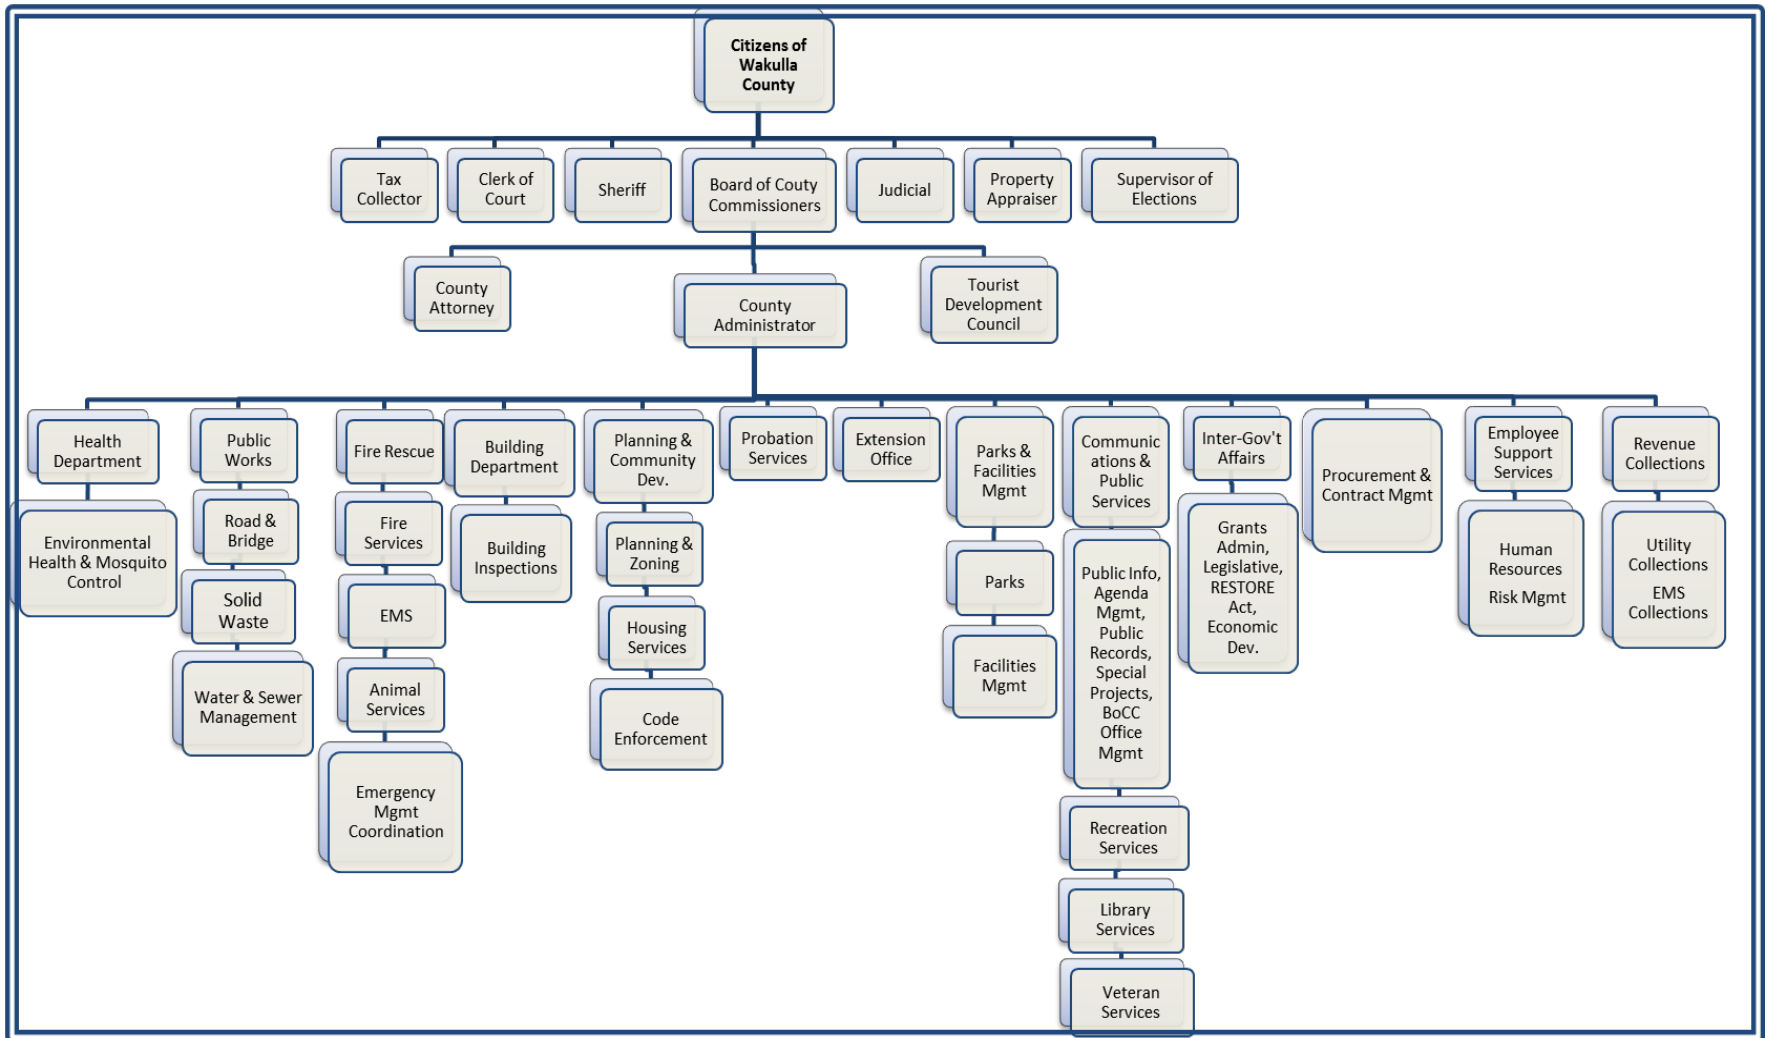 Citizens of
Wakulla
County
Tax
Collector
Clerk of
Court
Sheriff
Board of Couty
Commissioners
Judicial
Property
Appraiser
Supervisor of
Elections
County
Attorney
County
Administrator
Tourist
Development
Council
Health
Department
Public
Works
Fire Rescue
Building
Department
Planning &
Community
Dev.
Probation
Services
Extension
Office
Parks &
Facilities
Mgmt
Communic
ations &
Public
Services
Inter-Gov't
Affairs
Procurement &
Contract Mgmt
Employee
Support
Services
Revenue
Collections
Environmental
Health & Mosquito
Control
Road &
Bridge
Solid
Waste
Water & Sewer
Management
Fire
Services
EMS
Animal
Services
Emergency
Mgmt
Coordination
Building
Inspections
Planning &
Zoning
Housing
Services
Code
Enforcement
Parks
Facilities
Mgmt
Public Info,
Agenda
Mgmt,
Public
Records,
Special
Projects,
BoCC
Office
Mgmt
Recreation
Services
Library
Services
Veteran
Services
Grants
Admin,
Legislative,
RESTORE
Act,
Economic
Dev.
Human
Resources
Risk Mgmt
Utility
Collections
EMS
Collections